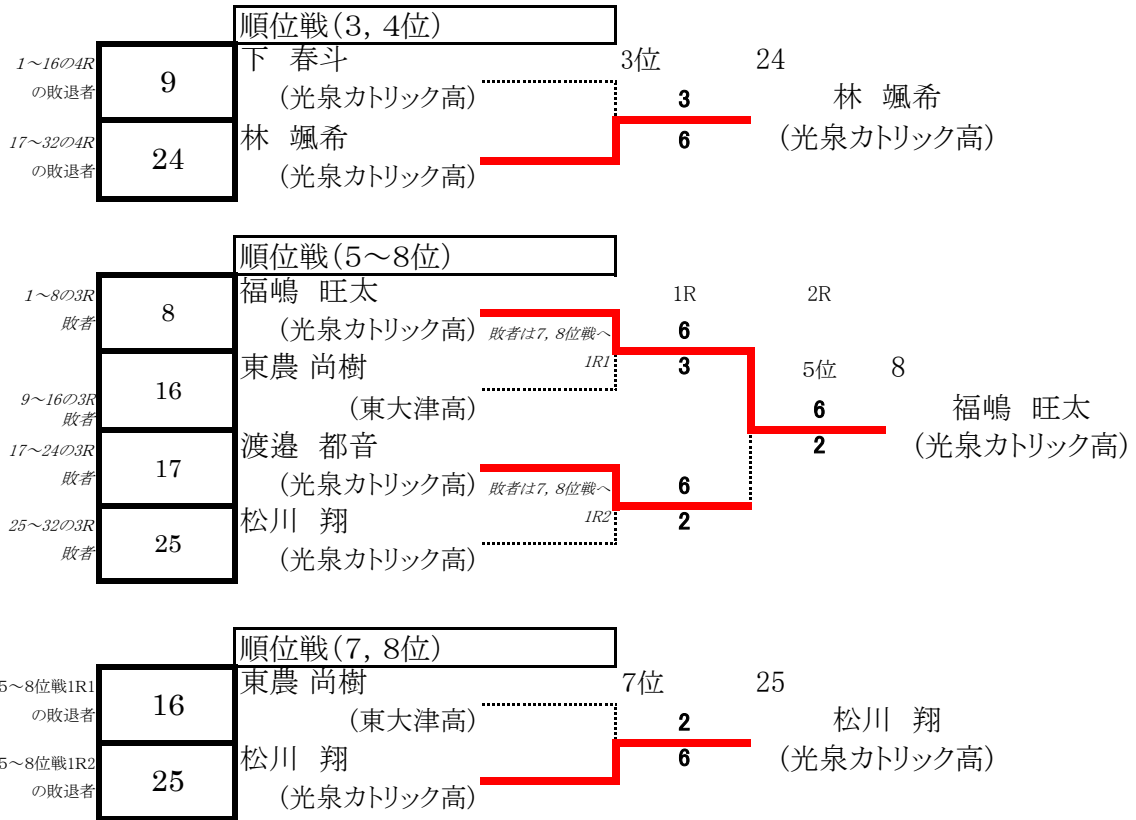 順位戦(3, 4位)
1~16の4R
の敗退者
9
下 春斗
(光泉カトリック高)
3位
24
3
林 颯希
17~32の4R
の敗退者
24
林 颯希
(光泉カトリック高)
6
(光泉カトリック高)
順位戦(5~8位)
1~8の3R
敗者
8
福嶋 旺太
(光泉カトリック高)
敗者は7, 8位戦へ
1R1
1R
2R
6
3
9~16の3R
敗者
16
東農 尚樹
(東大津高)
5位
8
6
福嶋 旺太
2
(光泉カトリック高)
17~24の3R
敗者
17
渡邉 都音
(光泉カトリック高)
敗者は7, 8位戦へ
1R2
6
2
25~32の3R
敗者
25
松川 翔
(光泉カトリック高)
順位戦(7, 8位)
5~8位戦1R1
の敗退者
16
東農 尚樹
(東大津高)
7位
25
2
松川 翔
5~8位戦1R2
の敗退者
25
松川 翔
(光泉カトリック高)
6
(光泉カトリック高)